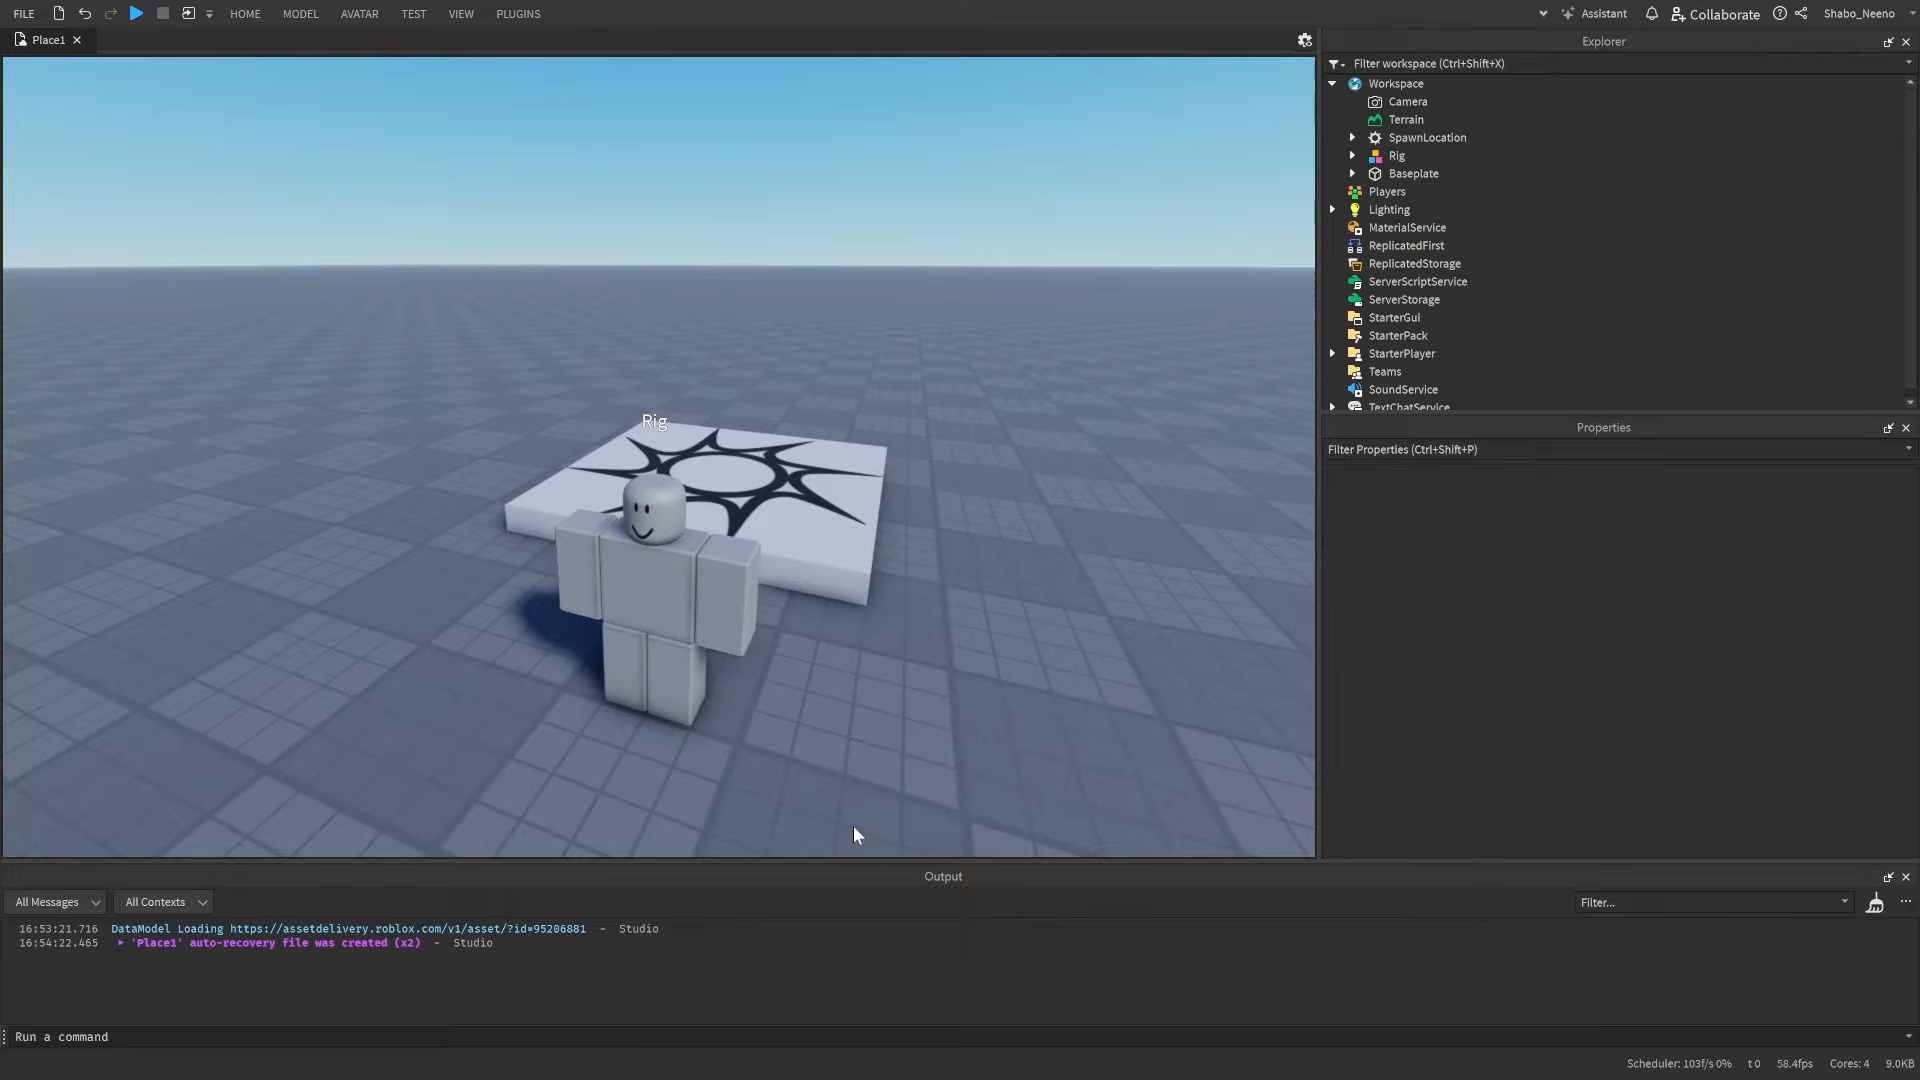 FILE
HOME
MODEL
AVATAR
TEST
VIEW
PLUGINS
Assistant
Collaborate
Shabo_Neeno
Place1
Rig
Explorer
Filter workspace (Ctrl+Shift+X)
Workspace
Camera
Terrain
SpawnLocation
Rig
Baseplate
Players
Lighting
MaterialService
ReplicatedFirst
ReplicatedStorage
ServerScriptService
ServerStorage
StarterGui
StarterPack
StarterPlayer
Teams
SoundService
TextChatService
Properties
Filter Properties (Ctrl+Shift+P)
Output
All Messages
All Contexts
Filter...
16:53:21.716 DataModel Loading https://assetdelivery.roblox.com/v1/asset/?id=95206881 - Studio
16:54:22.465 'Place1' auto-recovery file was created (x2) - Studio
Run a command
Scheduler: 103f/s 0% t 0 58.4fps Cores: 4 9.0KB